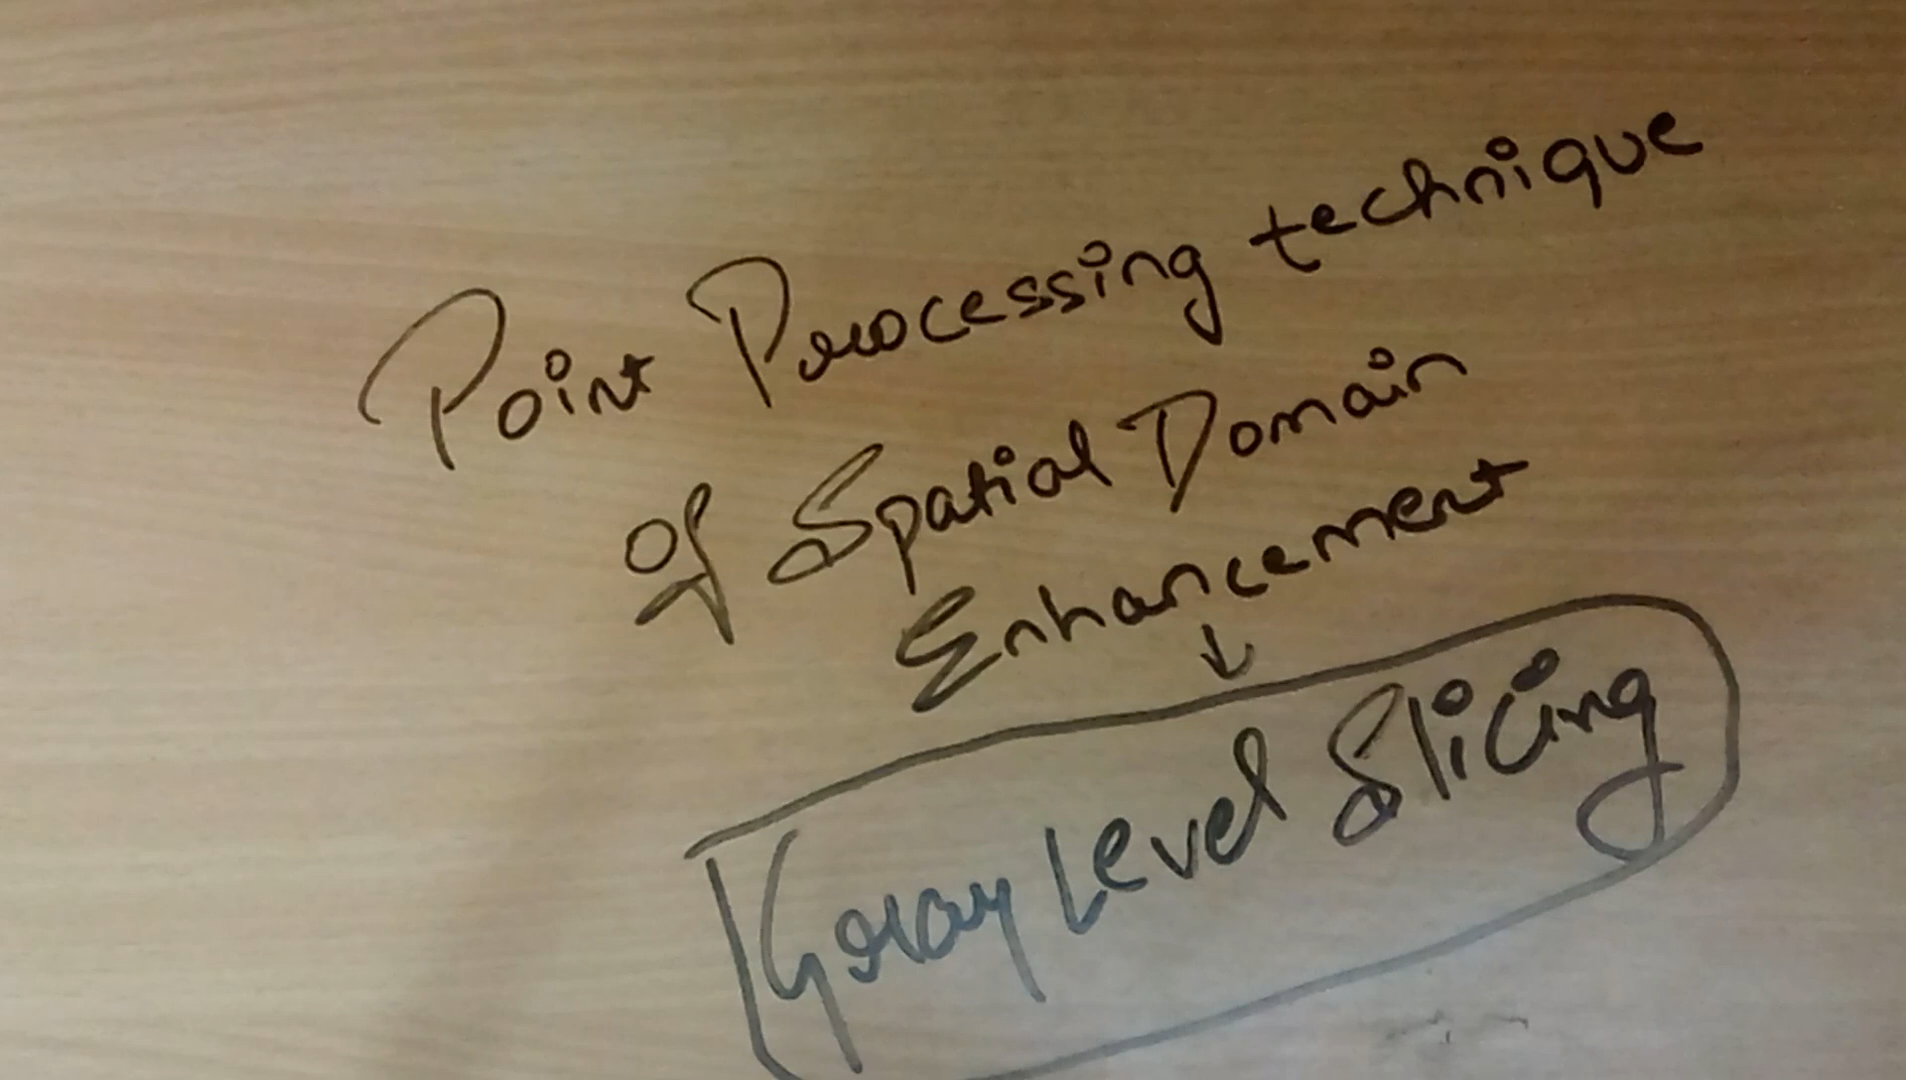 Point Processing technique
of Spatial Domain
Enhancement
↓
Gray Level Slicing